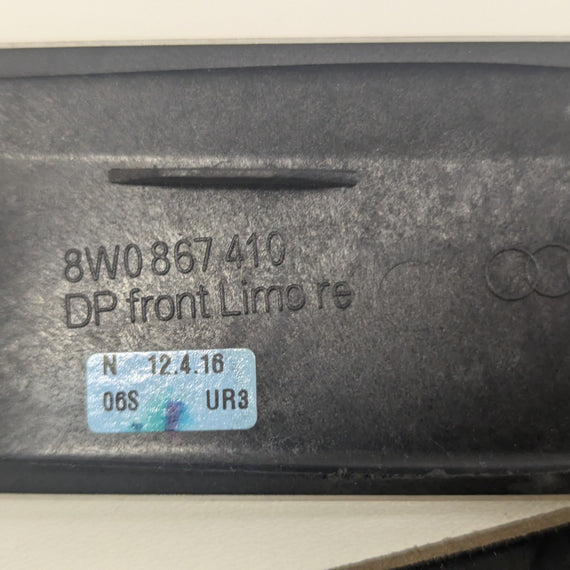 8W0 867 410
DP front Limo re
N 12.4.16
06S UR3